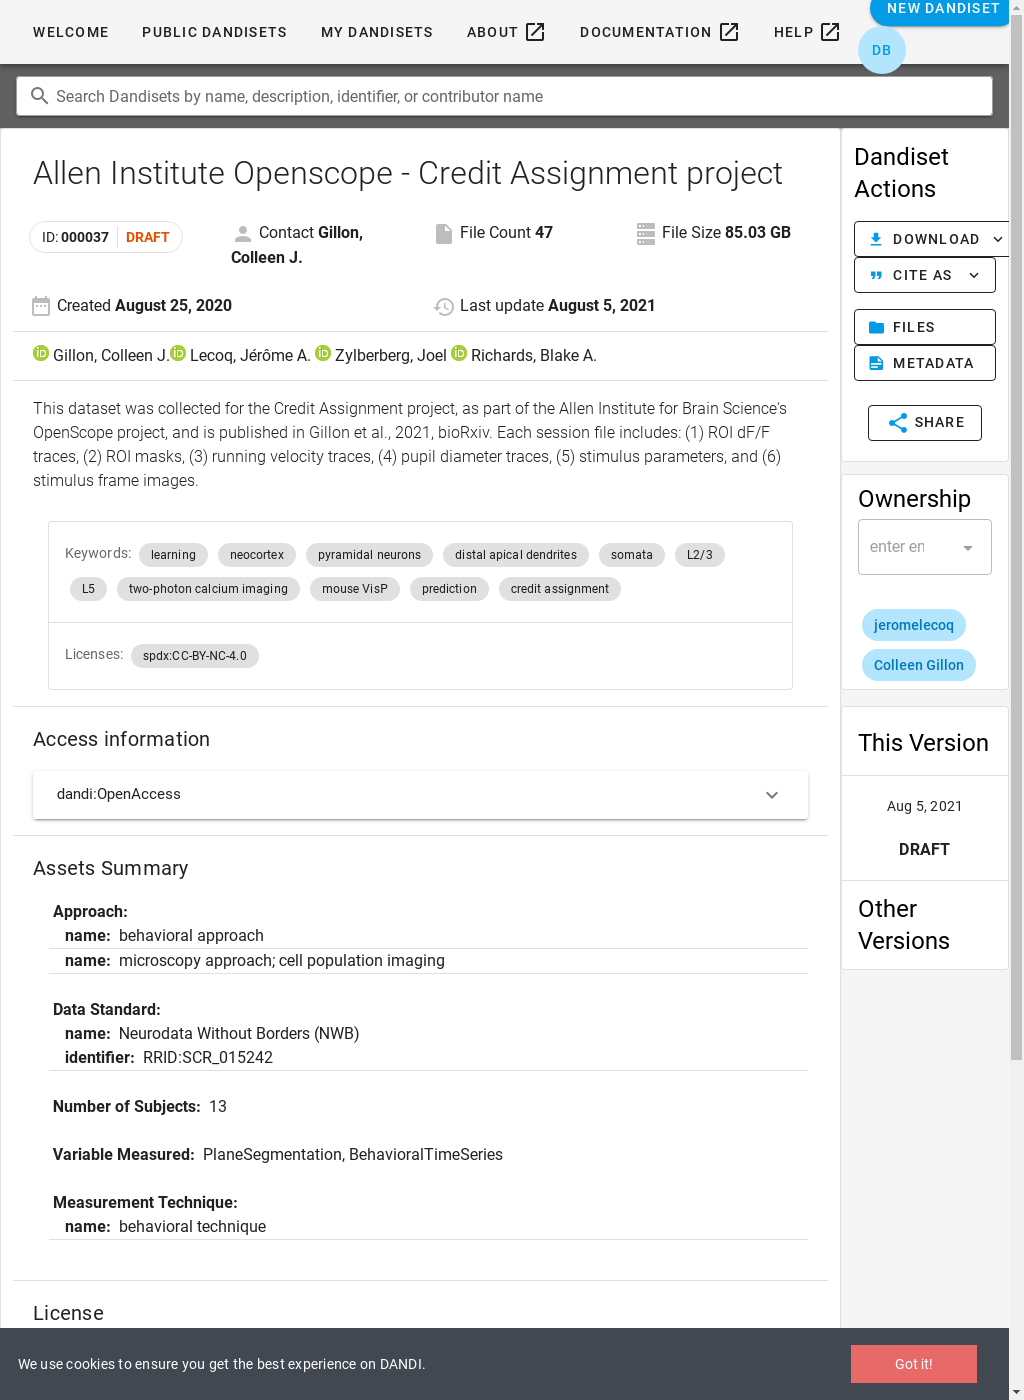 WELCOME PUBLIC DANDISETS MY DANDISETS ABOUT DOCUMENTATION HELP NEW DANDISET
DB
Search Dandisets by name, description, identifier, or contributor name
Allen Institute Openscope - Credit Assignment project
ID: 000037 DRAFT
Contact Gillon,
Colleen J.
File Count 47
File Size 85.03 GB
Created August 25, 2020
Last update August 5, 2021
Gillon, Colleen J. Lecoq, Jérôme A. Zylberberg, Joel Richards, Blake A.
This dataset was collected for the Credit Assignment project, as part of the Allen Institute for Brain Science's
OpenScope project, and is published in Gillon et al., 2021, bioRxiv. Each session file includes: (1) ROI dF/F
traces, (2) ROI masks, (3) running velocity traces, (4) pupil diameter traces, (5) stimulus parameters, and (6)
stimulus frame images.
Keywords: learning neocortex pyramidal neurons distal apical dendrites somata L2/3
L5 two-photon calcium imaging mouse VisP prediction credit assignment
Licenses: spdx:CC-BY-NC-4.0
Access information
dandi:OpenAccess
Assets Summary
Approach:
name: behavioral approach
name: microscopy approach; cell population imaging
Data Standard:
name: Neurodata Without Borders (NWB)
identifier: RRID:SCR_015242
Number of Subjects: 13
Variable Measured: PlaneSegmentation, BehavioralTimeSeries
Measurement Technique:
name: behavioral technique
License
Dandiset
Actions
DOWNLOAD
CITE AS
FILES
METADATA
SHARE
Ownership
enter en
jeromelecoq
Colleen Gillon
This Version
Aug 5, 2021
DRAFT
Other
Versions
We use cookies to ensure you get the best experience on DANDI.
Got it!